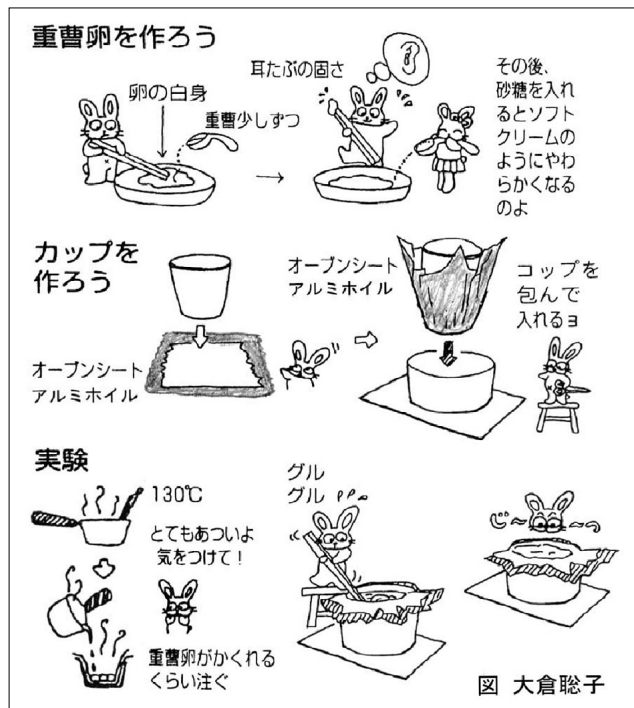 重曹卵を作ろう
卵の白身
重曹少しずつ
耳たぶの固さ
その後、
砂糖を入れ
るとソフト
クリームの
ようにやわ
らかくなる
のよ
カップを
作ろう
オーブンシート
アルミホイル
オーブンシート
アルミホイル
コップを
包んで
入れるヨ
実験
130℃
とてもあついよ
気をつけて！
重曹卵がかくれる
くらい注ぐ
グル
グル
じ〜〜っ
図 大倉聡子